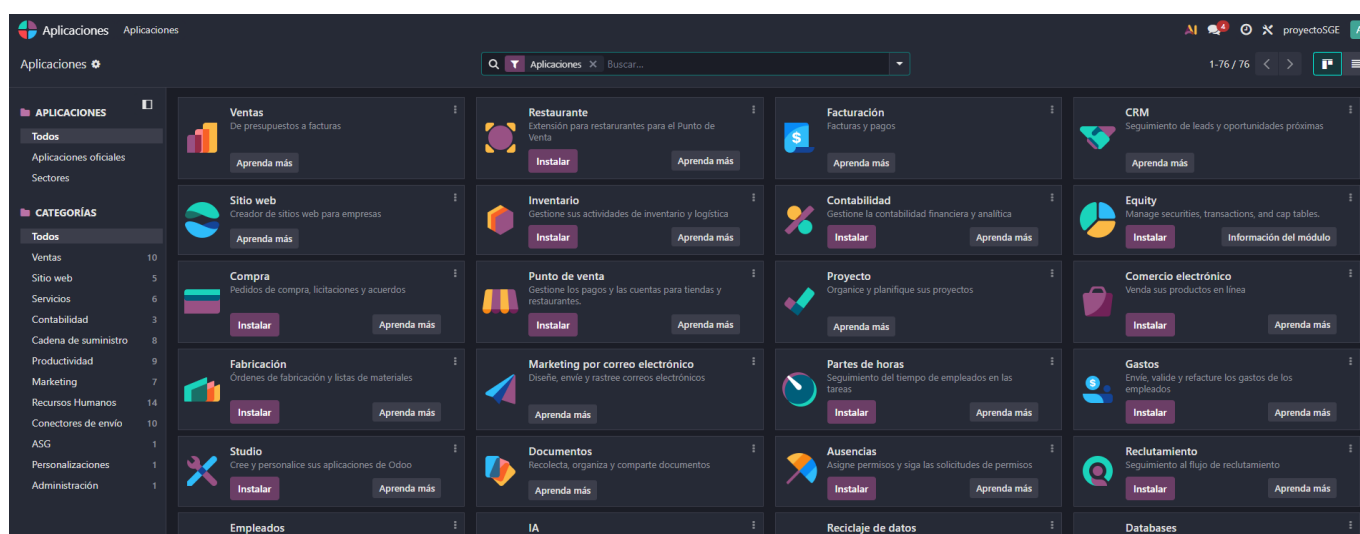 Aplicaciones Aplicaciones
4
proyectoSGE
A
Aplicaciones
Aplicaciones × Buscar...
1-76 / 76
APLICACIONES
Todos
Aplicaciones oficiales
Sectores
CATEGORÍAS
Todos
Ventas 10
Sitio web 5
Servicios 6
Contabilidad 3
Cadena de suministro 8
Productividad 9
Marketing 7
Recursos Humanos 14
Conectores de envío 10
ASG 1
Personalizaciones 1
Administración 1
Ventas
De presupuestos a facturas
Aprenda más
Restaurante
Extensión para restarurantes para el Punto de
Venta
Instalar Aprenda más
Facturación
Facturas y pagos
Aprenda más
CRM
Seguimiento de leads y oportunidades próximas
Aprenda más
Sitio web
Creador de sitios web para empresas
Aprenda más
Inventario
Gestione sus actividades de inventario y logística
Instalar Aprenda más
Contabilidad
Gestione la contabilidad financiera y analítica
Instalar Aprenda más
Equity
Manage securities, transactions, and cap tables.
Instalar Información del módulo
Compra
Pedidos de compra, licitaciones y acuerdos
Instalar Aprenda más
Punto de venta
Gestione los pagos y las cuentas para tiendas y
restaurantes.
Instalar Aprenda más
Proyecto
Organice y planifique sus proyectos
Aprenda más
Comercio electrónico
Venda sus productos en línea
Instalar Aprenda más
Fabricación
Órdenes de fabricación y listas de materiales
Instalar Aprenda más
Marketing por correo electrónico
Diseñe, envíe y rastree correos electrónicos
Aprenda más
Partes de horas
Seguimiento del tiempo de empleados en las
tareas
Instalar Aprenda más
Gastos
Envíe, valide y refacture los gastos de los
empleados
Instalar Aprenda más
Studio
Cree y personalice sus aplicaciones de Odoo
Instalar Aprenda más
Documentos
Recolecta, organiza y comparte documentos
Aprenda más
Ausencias
Asigne permisos y siga las solicitudes de permisos
Instalar Aprenda más
Reclutamiento
Seguimiento al flujo de reclutamiento
Instalar Aprenda más
Empleados
IA
Reciclaje de datos
Databases